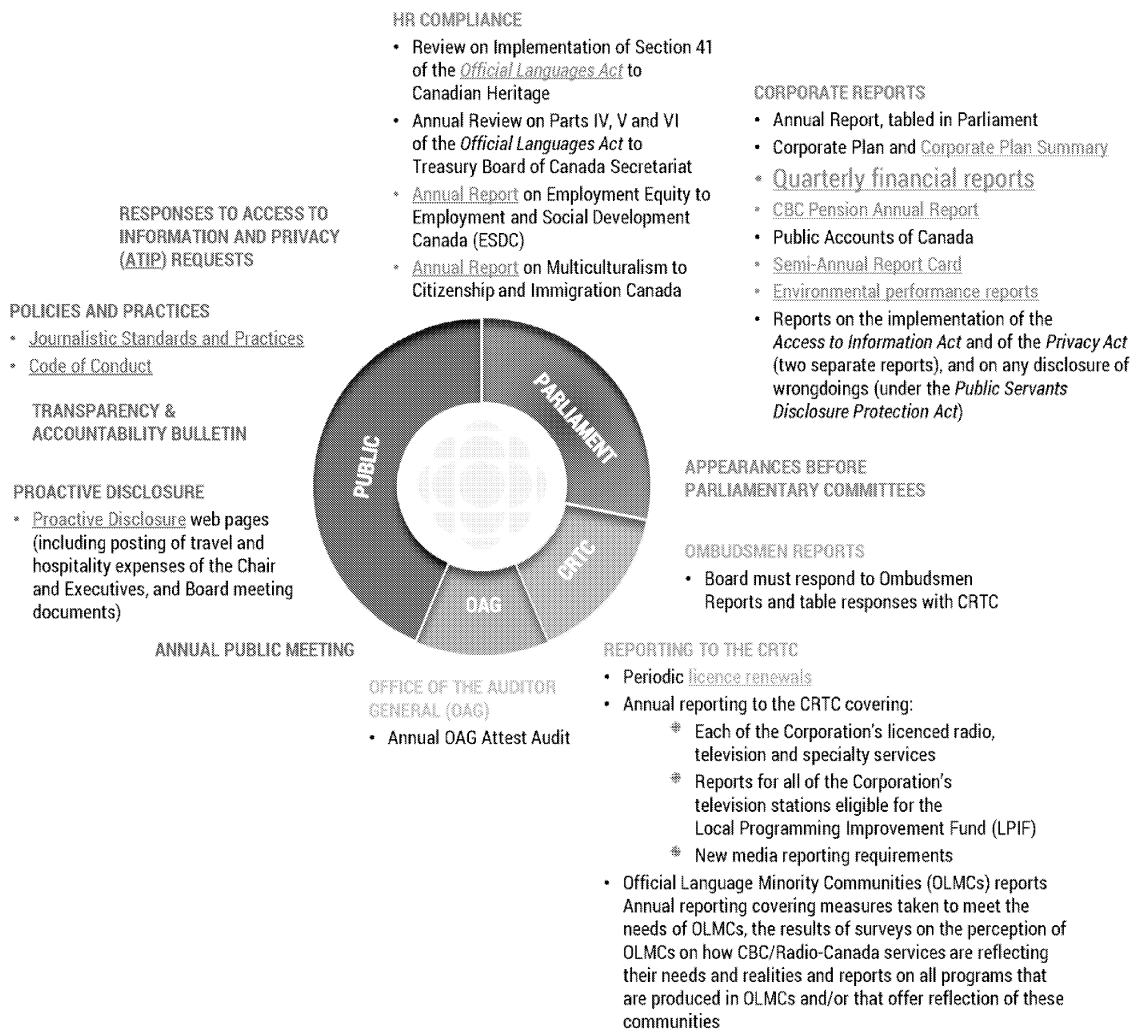 HR COMPLIANCE
• Review on Implementation of Section 41
of the Official Languages Act to
Canadian Heritage
• Annual Review on Parts IV, V and VI
of the Official Languages Act to
Treasury Board of Canada Secretariat
• Annual Report on Employment Equity to
Employment and Social Development
Canada (ESDC)
• Annual Report on Multiculturalism to
Citizenship and Immigration Canada
CORPORATE REPORTS
• Annual Report, tabled in Parliament
• Corporate Plan and Corporate Plan Summary
• Quarterly financial reports
• CBC Pension Annual Report
• Public Accounts of Canada
• Semi-Annual Report Card
• Environmental performance reports
• Reports on the implementation of the
Access to Information Act and of the Privacy Act
(two separate reports), and on any disclosure of
wrongdoings (under the Public Servants
Disclosure Protection Act)
RESPONSES TO ACCESS TO
INFORMATION AND PRIVACY
(ATIP) REQUESTS
POLICIES AND PRACTICES
• Journalistic Standards and Practices
• Code of Conduct
TRANSPARENCY &
ACCOUNTABILITY BULLETIN
PROACTIVE DISCLOSURE
• Proactive Disclosure web pages
(including posting of travel and
hospitality expenses of the Chair
and Executives, and Board meeting
documents)
ANNUAL PUBLIC MEETING
PUBLIC
PARLIAMENT
CRTC
OAG
APPEARANCES BEFORE
PARLIAMENTARY COMMITTEES
OMBUDSMEN REPORTS
• Board must respond to Ombudsmen
Reports and table responses with CRTC
OFFICE OF THE AUDITOR
GENERAL (OAG)
• Annual OAG Attest Audit
REPORTING TO THE CRTC
• Periodic licence renewals
• Annual reporting to the CRTC covering:
Each of the Corporation's licenced radio,
television and specialty services
Reports for all of the Corporation's
television stations eligible for the
Local Programming Improvement Fund (LPIF)
New media reporting requirements
• Official Language Minority Communities (OLMCs) reports
Annual reporting covering measures taken to meet the
needs of OLMCs, the results of surveys on the perception of
OLMCs on how CBC/Radio-Canada services are reflecting
their needs and realities and reports on all programs that
are produced in OLMCs and/or that offer reflection of these
communities